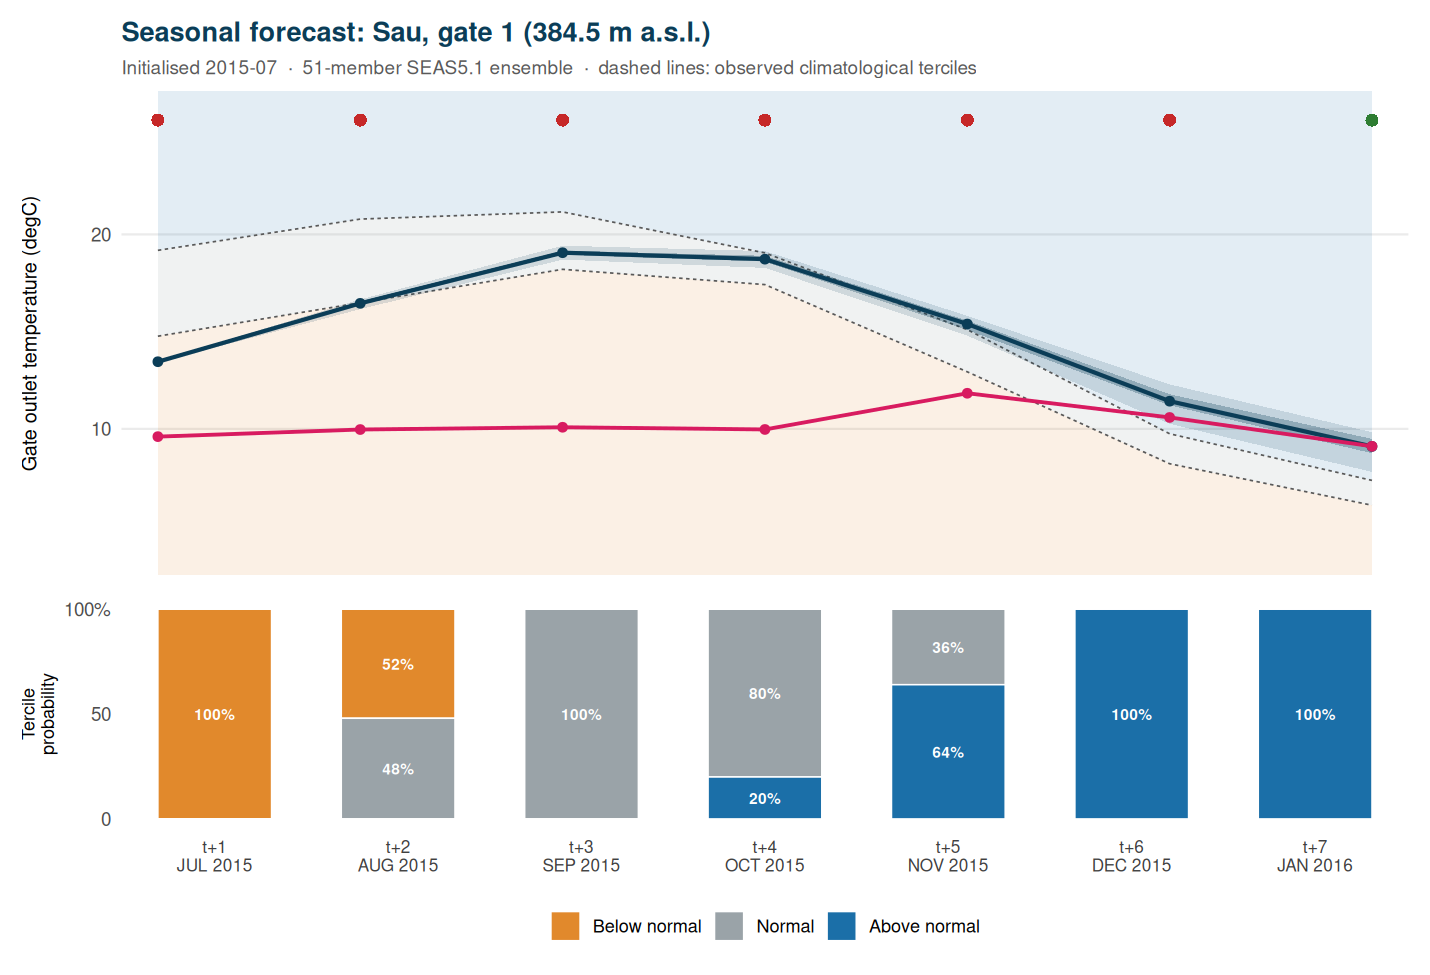 Seasonal forecast: Sau, gate 1 (384.5 m a.s.l.)
Initialised 2015-07 · 51-member SEAS5.1 ensemble · dashed lines: observed climatological terciles
Gate outlet temperature (degC)
20
10
Tercile
probability
100%
50
0
100%
52%
48%
100%
80%
20%
36%
64%
100%
100%
t+1
JUL 2015
t+2
AUG 2015
t+3
SEP 2015
t+4
OCT 2015
t+5
NOV 2015
t+6
DEC 2015
t+7
JAN 2016
Below normal
Normal
Above normal